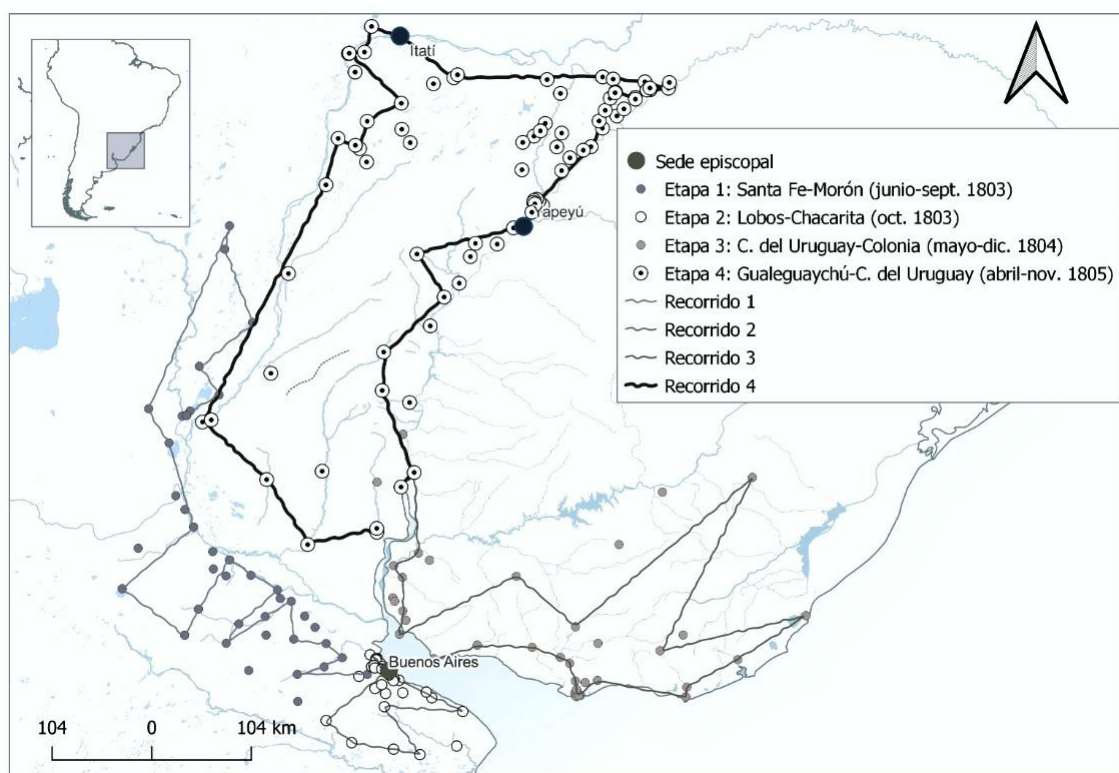 Itatí
Sede episcopal
Etapa 1: Santa Fe-Morón (junio-sept. 1803)
Etapa 2: Lobos-Chacarita (oct. 1803)
Etapa 3: C. del Uruguay-Colonia (mayo-dic. 1804)
Etapa 4: Gualeguaychú-C. del Uruguay (abril-nov. 1805)
Recorrido 1
Recorrido 2
Recorrido 3
Recorrido 4
Yapeyú
Buenos Aires
104 0 104 km